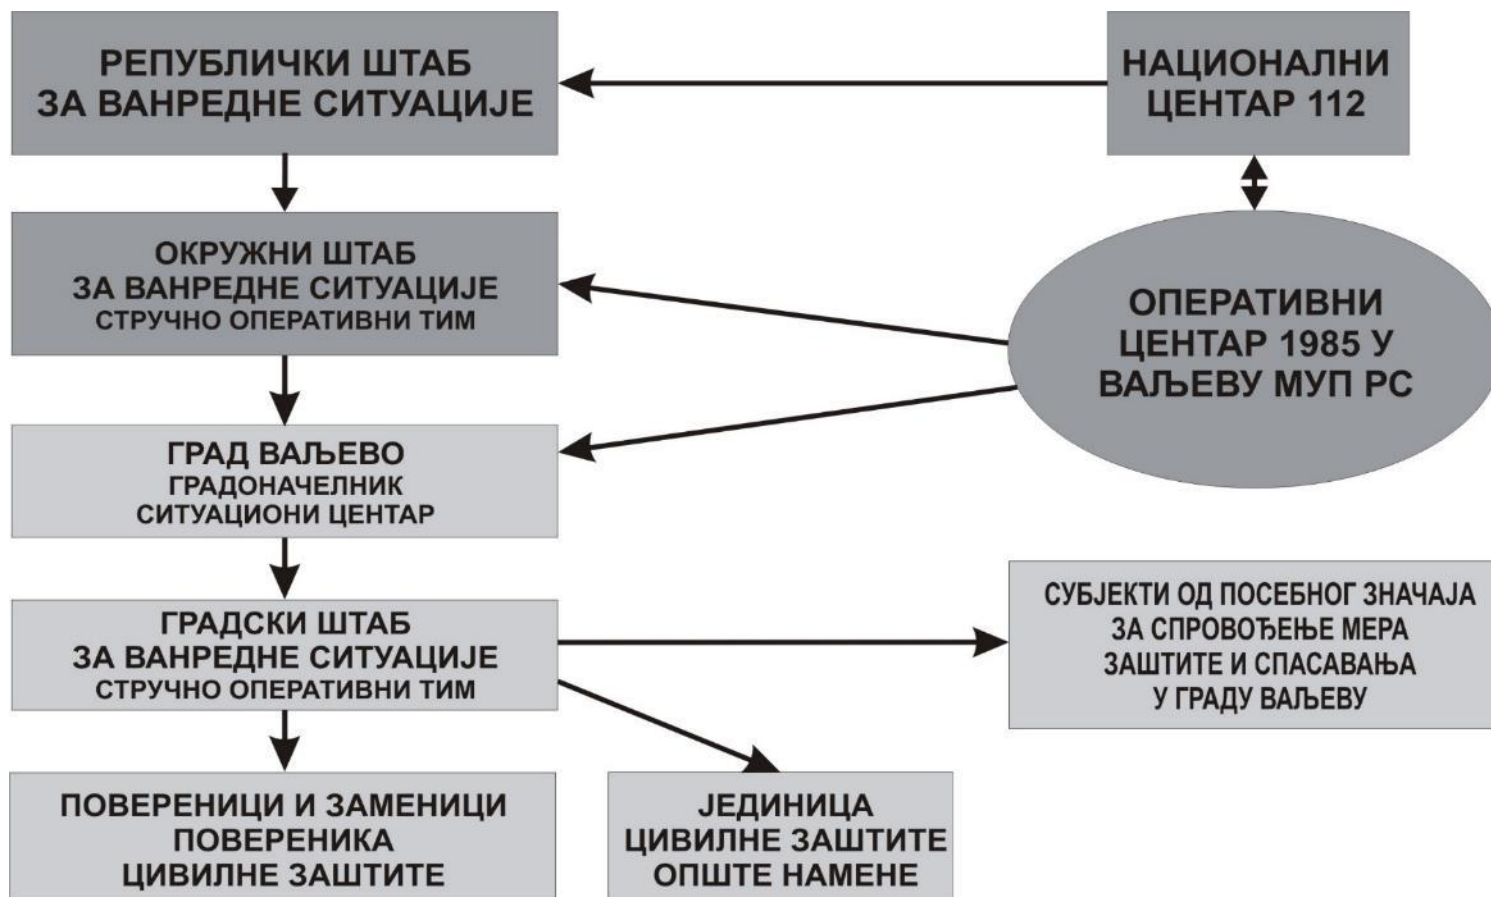 РЕПУБЛИЧКИ ШТАБ
ЗА ВАНРЕДНЕ СИТУАЦИЈЕ
НАЦИОНАЛНИ
ЦЕНТАР 112
ОКРУЖНИ ШТАБ
ЗА ВАНРЕДНЕ СИТУАЦИЈЕ
СТРУЧНО ОПЕРАТИВНИ ТИМ
ОПЕРАТИВНИ
ЦЕНТАР 1985 У
ВАЉЕВУ МУП РС
ГРАД ВАЉЕВО
ГРАДОНАЧЕЛНИК
СИТУАЦИОНИ ЦЕНТАР
ГРАДСКИ ШТАБ
ЗА ВАНРЕДНЕ СИТУАЦИЈЕ
СТРУЧНО ОПЕРАТИВНИ ТИМ
СУБЈЕКТИ ОД ПОСЕБНОГ ЗНАЧАЈА
ЗА СПРОВОЂЕЊЕ МЕРА
ЗАШТИТЕ И СПАСАВАЊА
У ГРАДУ ВАЉЕВУ
ПОВЕРЕНИЦИ И ЗАМЕНИЦИ
ПОВЕРЕНИКА
ЦИВИЛНЕ ЗАШТИТЕ
ЈЕДИНИЦА
ЦИВИЛНЕ ЗАШТИТЕ
ОПШТЕ НАМЕНЕ